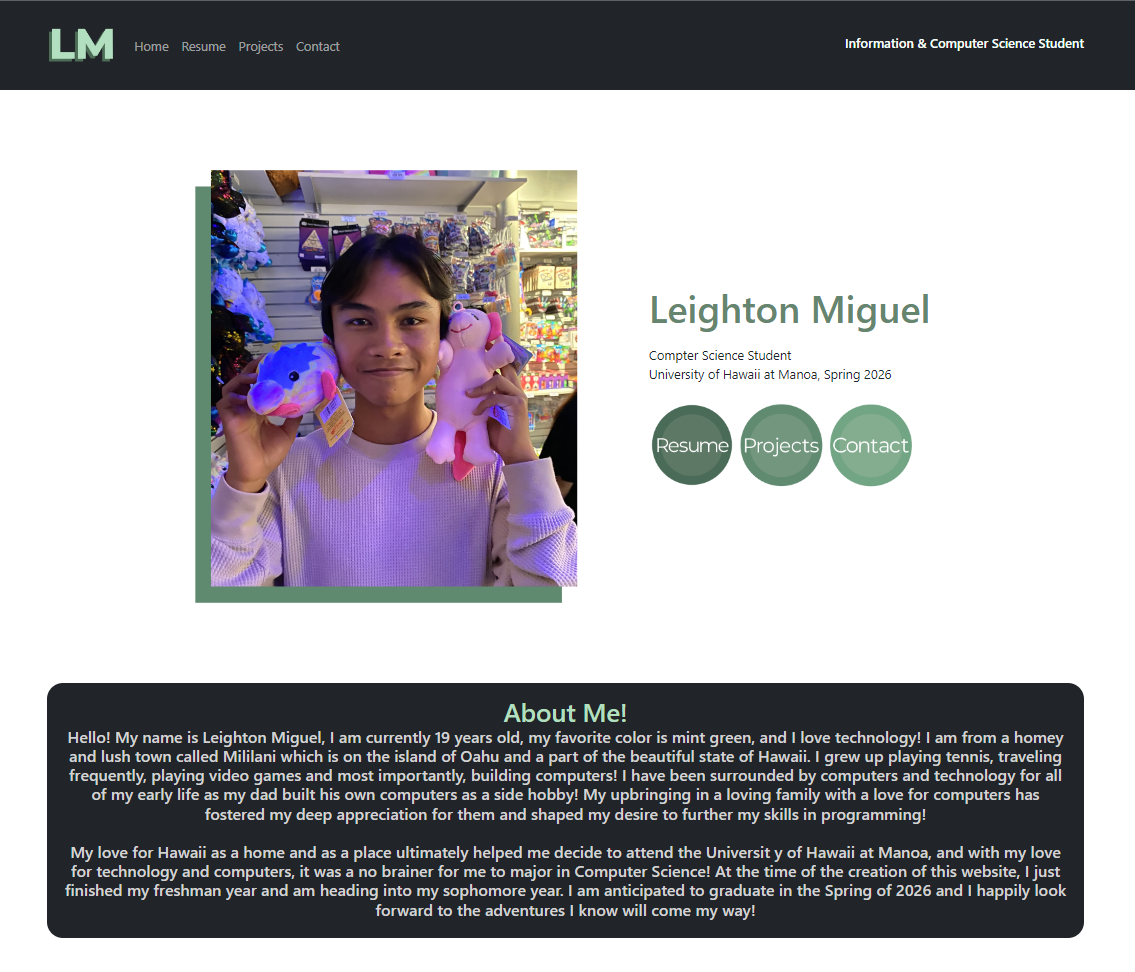 LM
Home Resume Projects Contact
Information & Computer Science Student
Leighton Miguel
Compter Science Student
University of Hawaii at Manoa, Spring 2026
Resume Projects Contact
About Me!
Hello! My name is Leighton Miguel, I am currently 19 years old, my favorite color is mint green, and I love technology! I am from a homey
and lush town called Mililani which is on the island of Oahu and a part of the beautiful state of Hawaii. I grew up playing tennis, traveling
frequently, playing video games and most importantly, building computers! I have been surrounded by computers and technology for all
of my early life as my dad built his own computers as a side hobby! My upbringing in a loving family with a love for computers has
fostered my deep appreciation for them and shaped my desire to further my skills in programming!
My love for Hawaii as a home and as a place ultimately helped me decide to attend the Universit y of Hawaii at Manoa, and with my love
for technology and computers, it was a no brainer for me to major in Computer Science! At the time of the creation of this website, I just
finished my freshman year and am heading into my sophomore year. I am anticipated to graduate in the Spring of 2026 and I happily look
forward to the adventures I know will come my way!